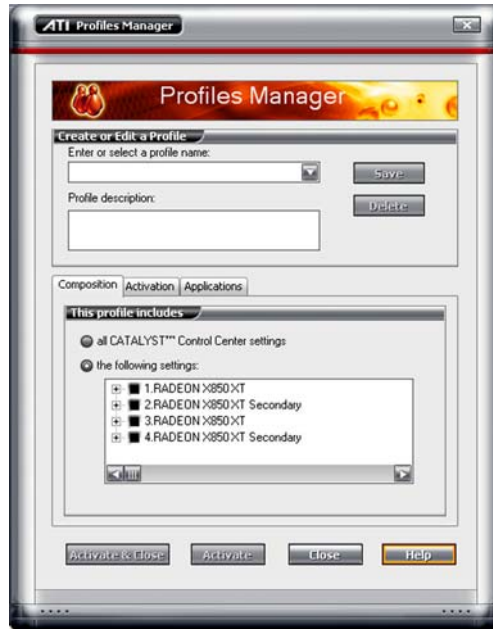 ATI Profiles Manager
Profiles Manager
Create or Edit a Profile
Enter or select a profile name:
Save
Profile description:
Delete
Composition Activation Applications
This profile includes
all CATALYST™ Control Center settings
the following settings:
1.RADEON X850 XT
2.RADEON X850 XT Secondary
3.RADEON X850 XT
4.RADEON X850 XT Secondary
Activate & Close Activate Close Help